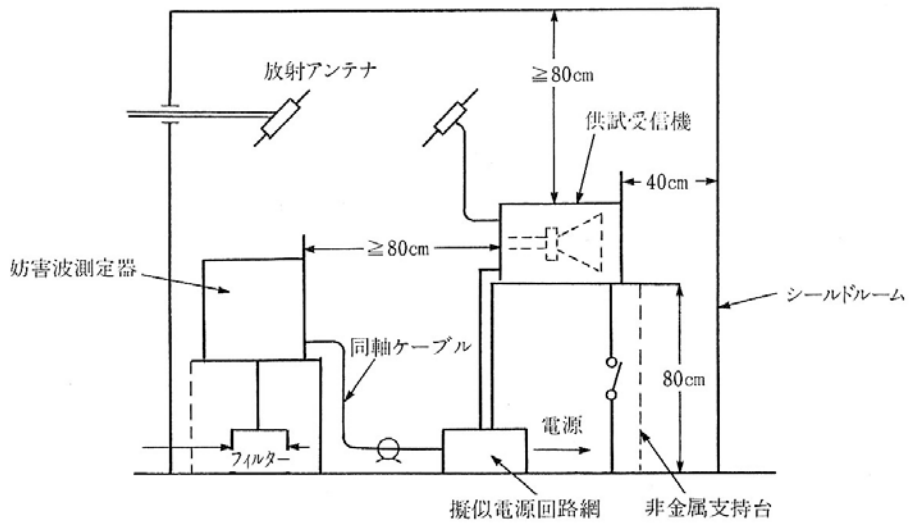 放射アンテナ
≧80cm
供試受信機
40cm
≧80cm
妨害波測定器
シールドルーム
同軸ケーブル
80cm
電源
フィルター
擬似電源回路網
非金属支持台